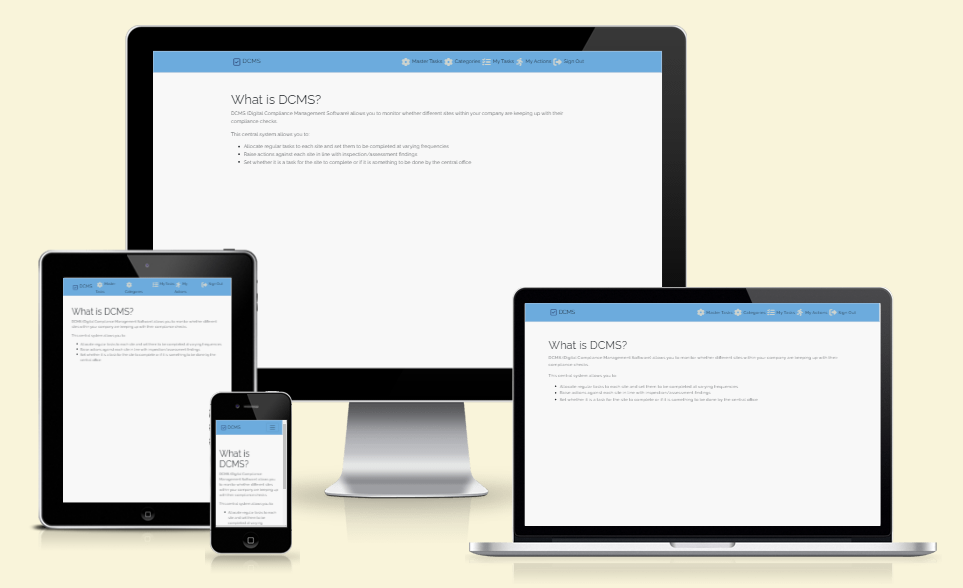 DCMS Master Tasks Categories My Tasks My Actions Sign Out
What is DCMS?
DCMS (Digital Compliance Management Software) allows you to monitor whether different sites within your company are keeping up with their
compliance checks.
This central system allows you to:
Allocate regular tasks to each site and set them to be completed at varying frequencies
Raise actions against each site in line with inspection/assessment findings
Set whether it is a task for the site to complete or if it is something to be done by the central office
DCMS Master My Tasks My Sign Out
Tasks Categories Actions
What is DCMS?
DCMS (Digital Compliance Management Software) allows you to monitor whether different
sites within your company are keeping up with their compliance checks.
This central system allows you to:
Allocate regular tasks to each site and set them to be completed at varying frequencies
Raise actions against each site in line with inspection/assessment findings
Set whether it is a task for the site to complete or if it is something to be done by the
central office
DCMS Master Tasks Categories My Tasks My Actions Sign Out
What is DCMS?
DCMS (Digital Compliance Management Software) allows you to monitor whether different sites within your company are keeping up with their
compliance checks.
This central system allows you to:
Allocate regular tasks to each site and set them to be completed at varying frequencies
Raise actions against each site in line with inspection/assessment findings
Set whether it is a task for the site to complete or if it is something to be done by the central office
DCMS
What is
DCMS?
DCMS (Digital Compliance
Management Software) allows you
to monitor whether different sites
within your company are keeping up
with their compliance checks.
This central system allows you to:
Allocate regular tasks to each
site and set them to be
completed at varying